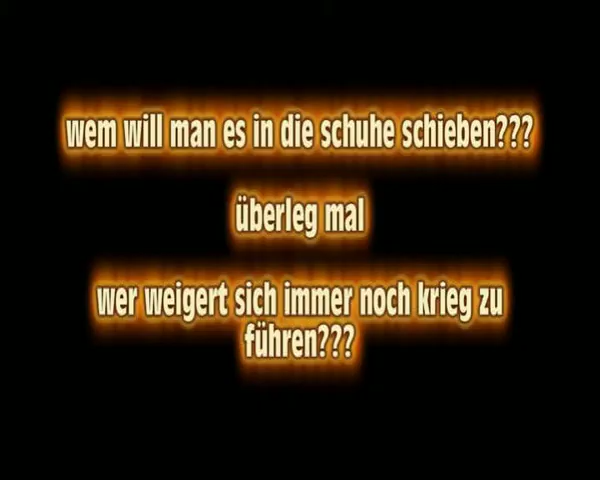 wem will man es in die schuhe schieben???
überleg mal
wer weigert sich immer noch krieg zu
führen???